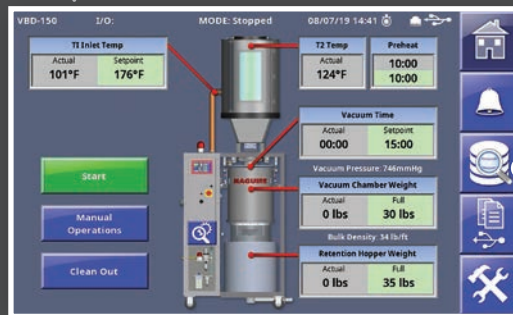 VBD-150 I/O: MODE: Stopped 08/07/19 14:41
T1 Inlet Temp
Actual Setpoint
101°F 176°F
T2 Temp
Actual
124°F
Preheat
10:00
10:00
Vacuum Time
Actual Setpoint
00:00 15:00
Vacuum Pressure: 746mmHg
MAGUIRE
Vacuum Chamber Weight
Actual Full
0 lbs 30 lbs
Bulk Density: 34 lb/ft
Retention Hopper Weight
Actual Full
0 lbs 35 lbs
Start
Manual
Operations
Clean Out